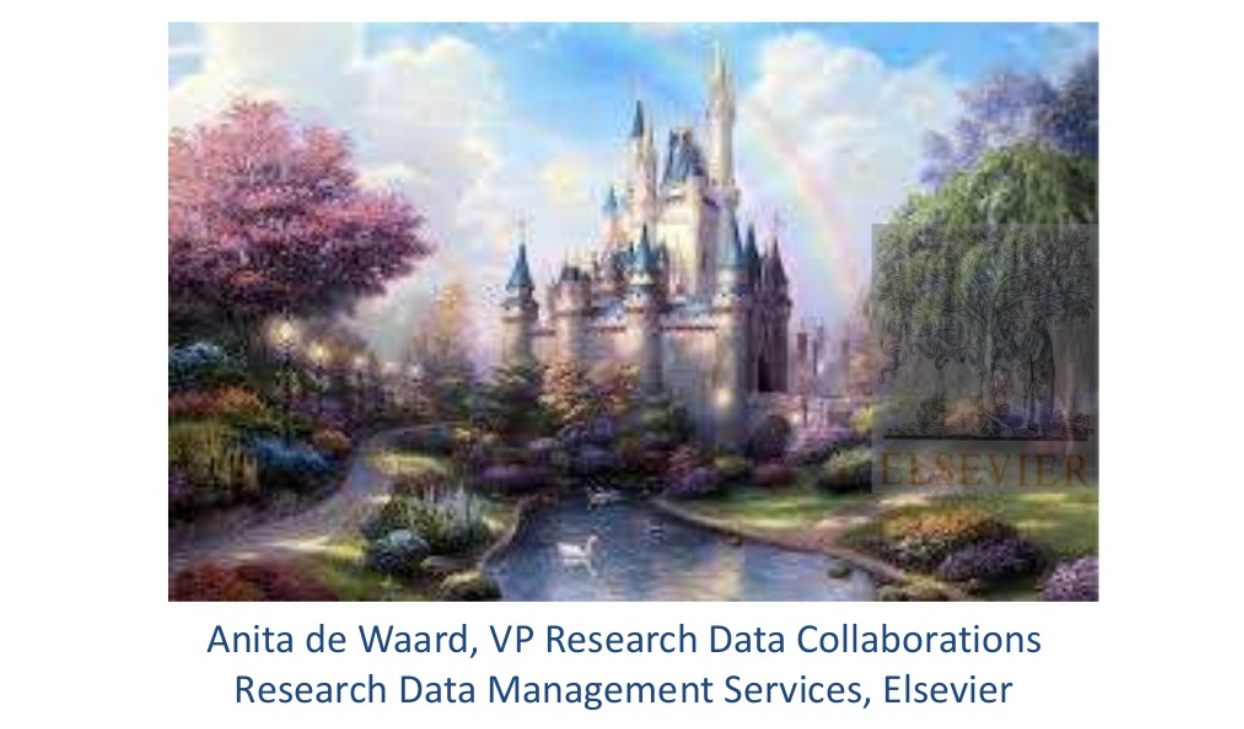 ELSEVIER
Anita de Waard, VP Research Data Collaborations
Research Data Management Services, Elsevier